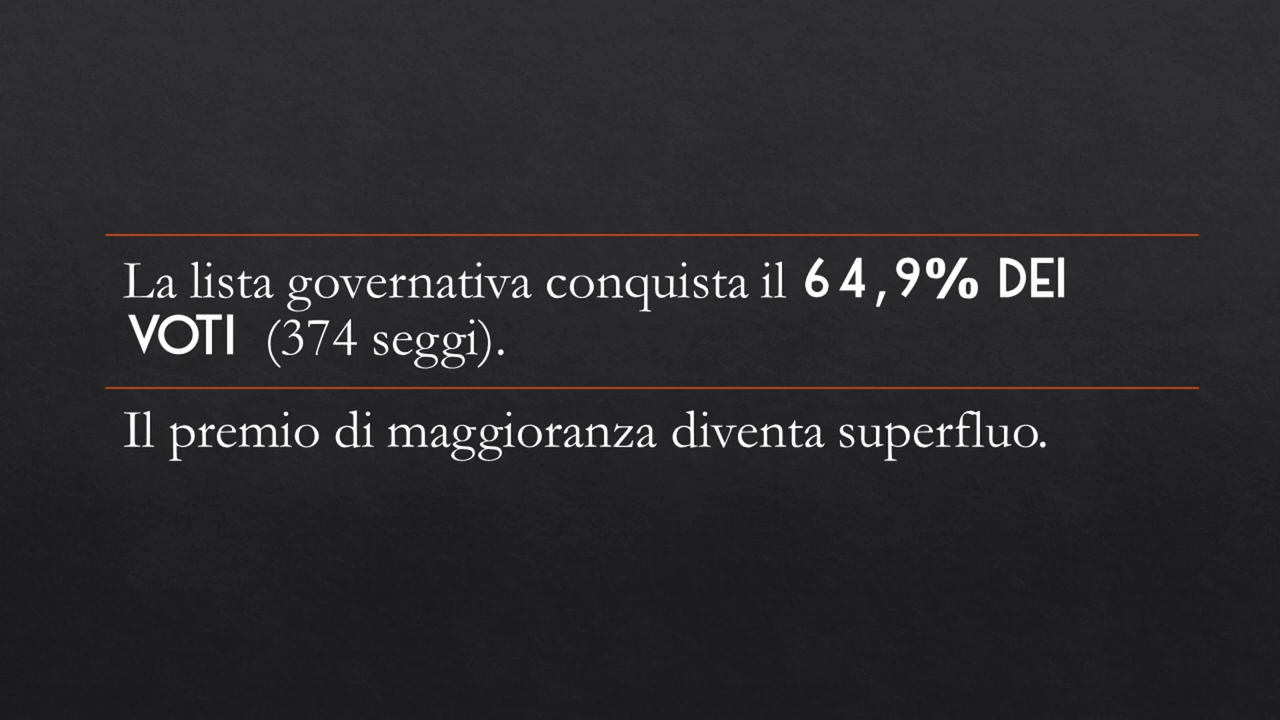 La lista governativa conquista il 64,9% DEI
VOTI (374 seggi).
Il premio di maggioranza diventa superfluo.